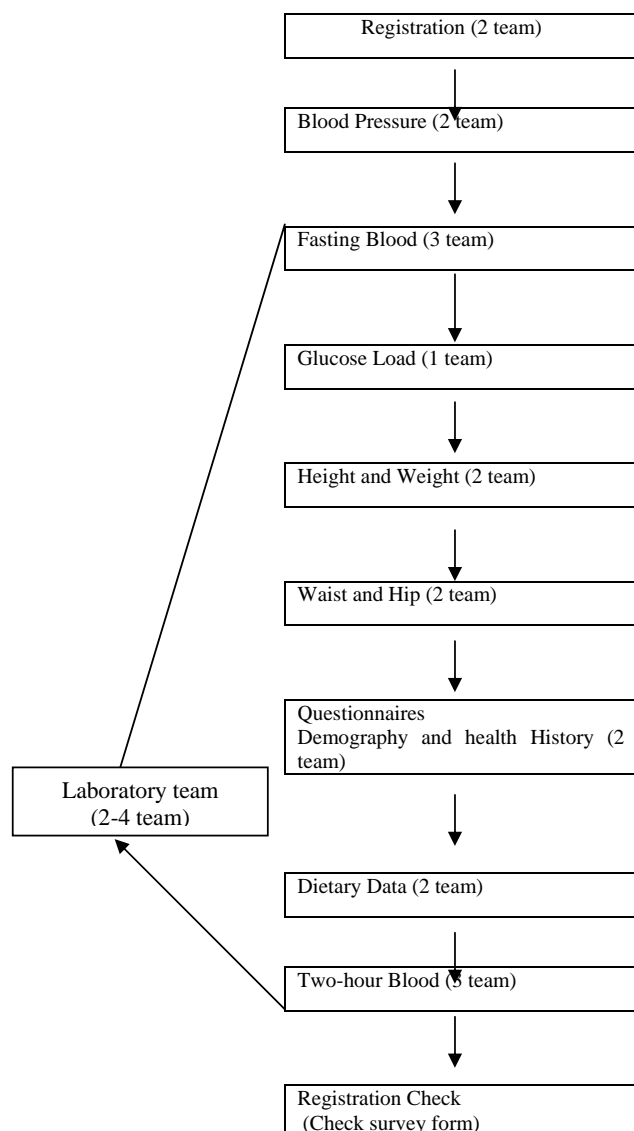 Registration (2 team)
Blood Pressure (2 team)
Fasting Blood (3 team)
Glucose Load (1 team)
Height and Weight (2 team)
Waist and Hip (2 team)
Questionnaires
Demography and health History (2
team)
Laboratory team
(2-4 team)
Dietary Data (2 team)
Two-hour Blood team)
Registration Check
(Check survey form)